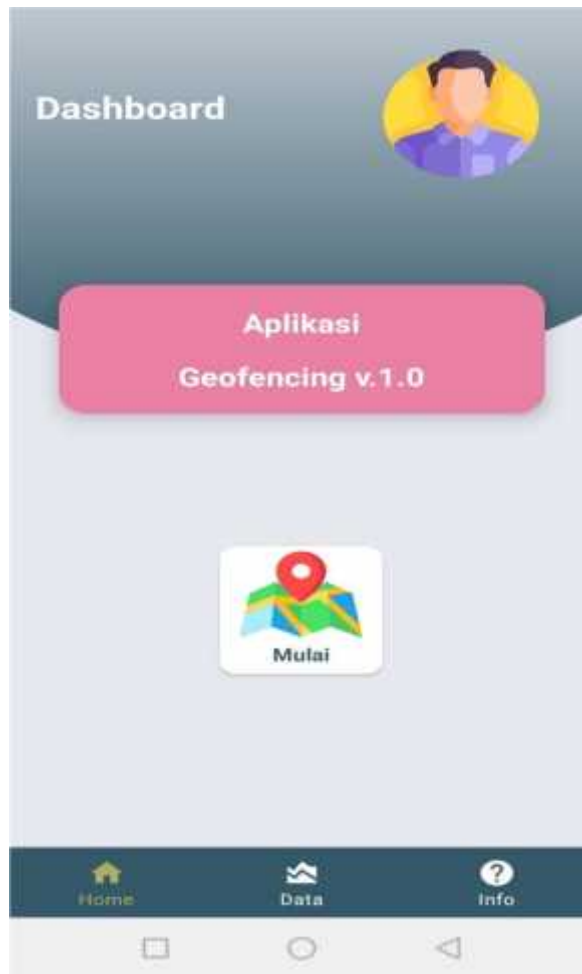 Dashboard
Aplikasi
Geofencing v.1.0
Mulai
Home
Data
Info